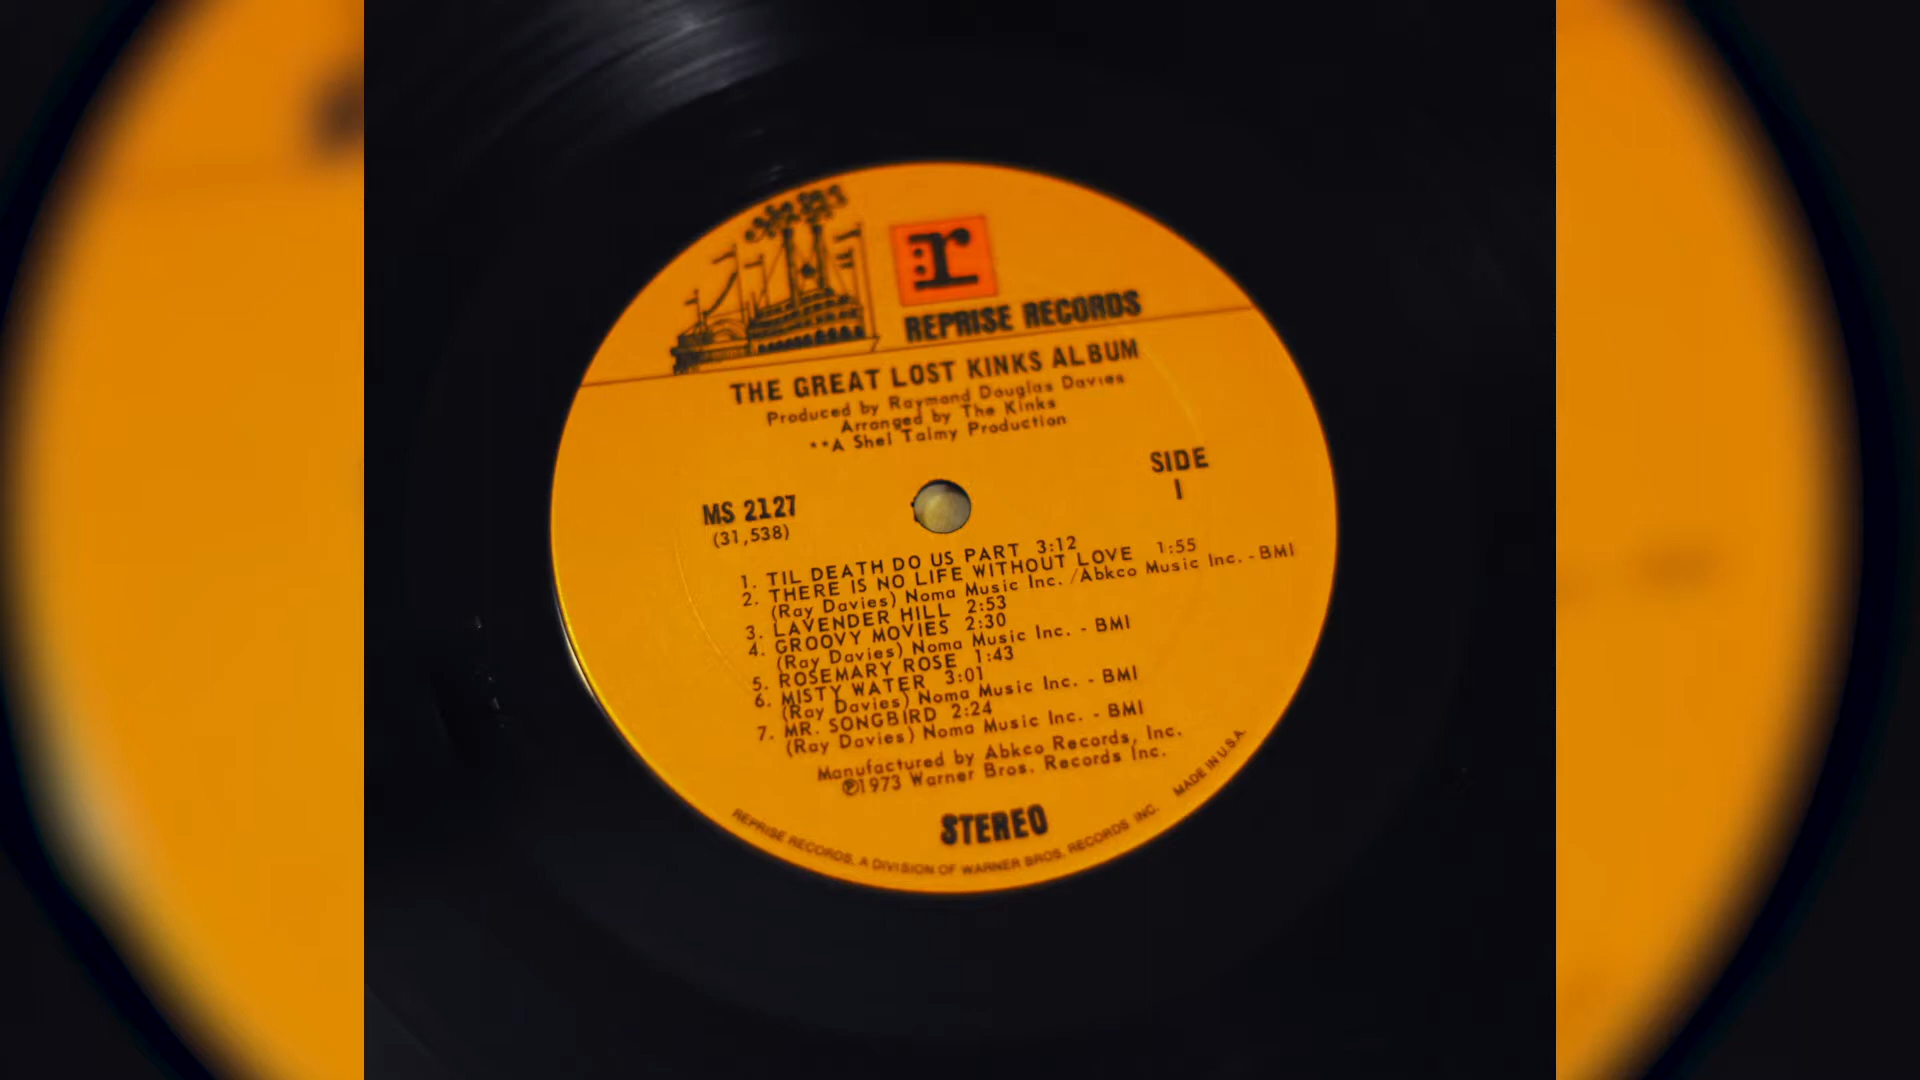 r
REPRISE RECORDS
THE GREAT LOST KINKS ALBUM
Produced by Raymond Douglas Davies
Arranged by The Kinks
**A Shel Talmy Production
SIDE
1
MS 2127
(31,538)
1. TIL DEATH DO US PART 3:12
2. THERE IS NO LIFE WITHOUT LOVE 1:55
(Ray Davies) Noma Music Inc. /Abkco Music Inc. - BMI
3. LAVENDER HILL 2:53
4. GROOVY MOVIES 2:30
(Ray Davies) Noma Music Inc. - BMI
5. ROSEMARY ROSE 1:43
6. MISTY WATER 3:01
(Ray Davies) Noma Music Inc. - BMI
7. MR. SONGBIRD 2:24
(Ray Davies) Noma Music Inc. - BMI
Manufactured by Abkco Records, Inc.
℗1973 Warner Bros. Records Inc.
STEREO
REPRISE RECORDS, A DIVISION OF WARNER BROS. RECORDS INC. MADE IN U.S.A.